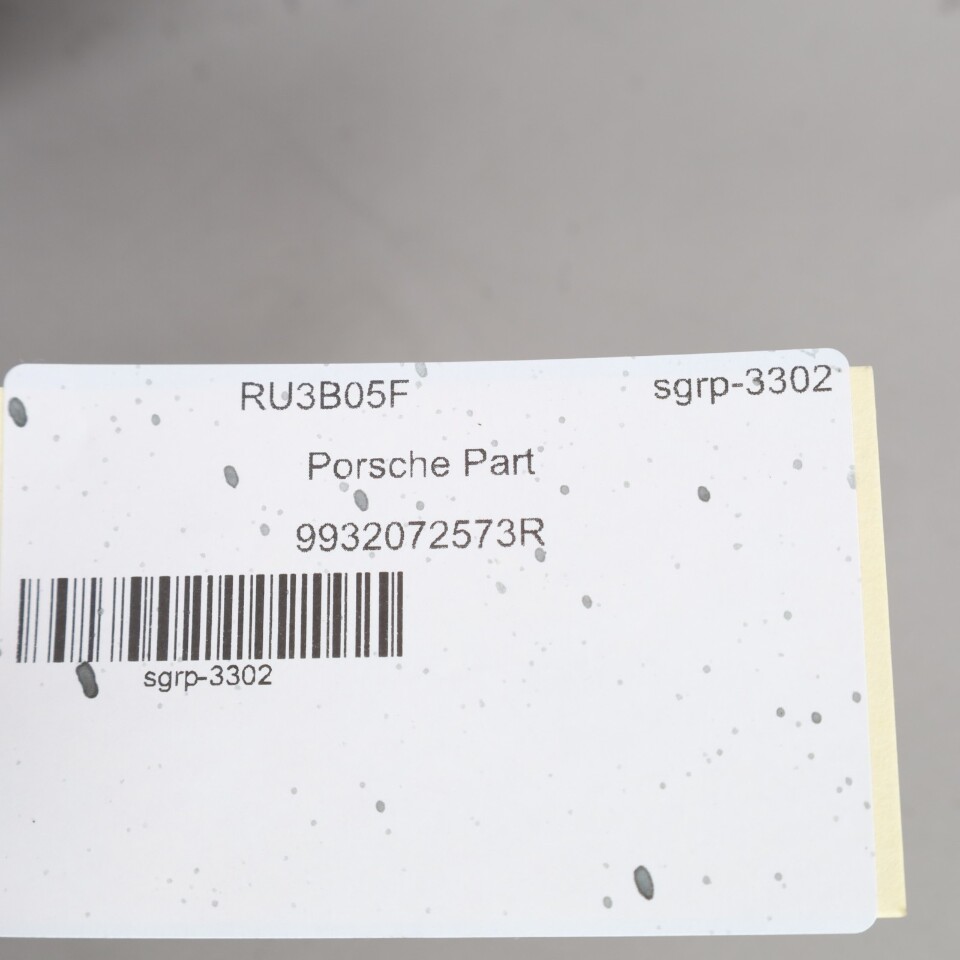 RU3B05F sgrp-3302
Porsche Part
9932072573R
sgrp-3302